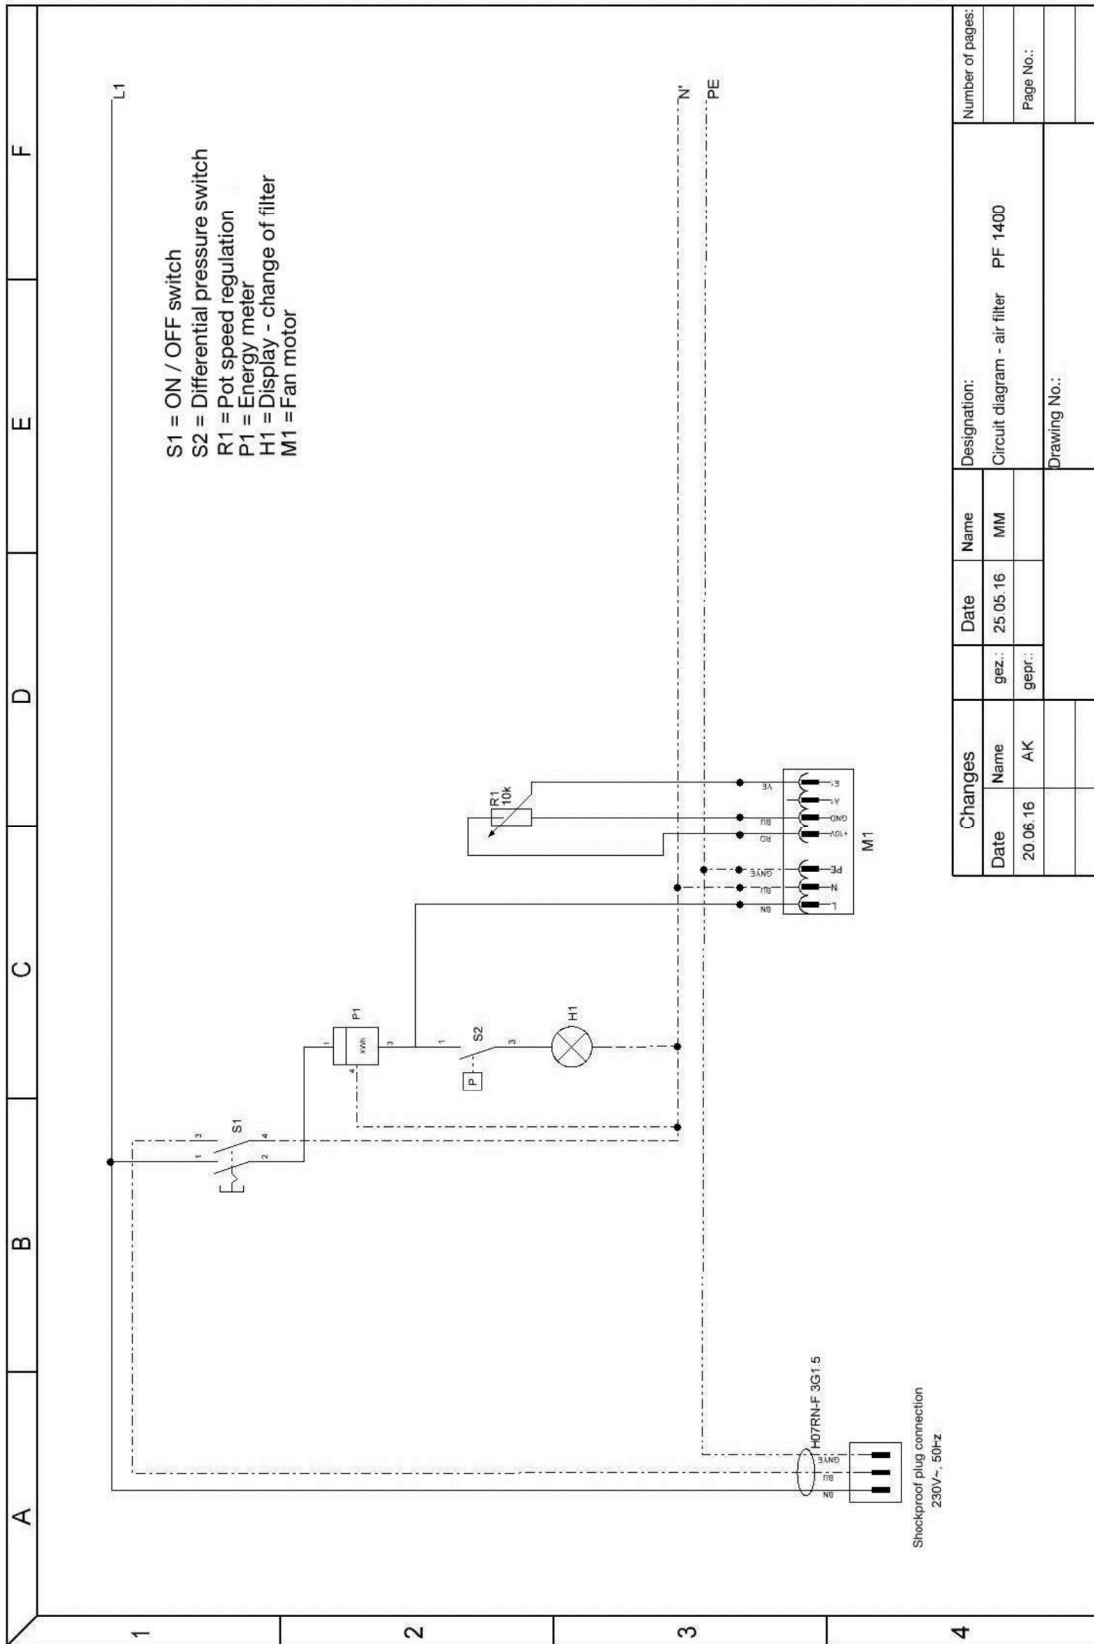 A
B
C
D
E
F
1
2
3
4
L1
S1 = ON / OFF switch
S2 = Differential pressure switch
R1 = Pot speed regulation
P1 = Energy meter
H1 = Display - change of filter
M1 = Fan motor
3
1
S1
4
2
1
P1
kWh
4
3
1
S2
P
3
H1
R1
10k
N'
PE
BN
BU
GNYE
RD
BU
YE
L
N
PE
+10V
GND
A1
E1
M1
H07RN-F 3G1.5
BN
BU
GNYE
Shockproof plug connection
230V~, 50Hz
Changes
Date Name
20.06.16 AK
Date Name
gez.: 25.05.16 MM
gepr.:
Designation:
Circuit diagram - air filter PF 1400
Drawing No.:
Number of pages:
Page No.: